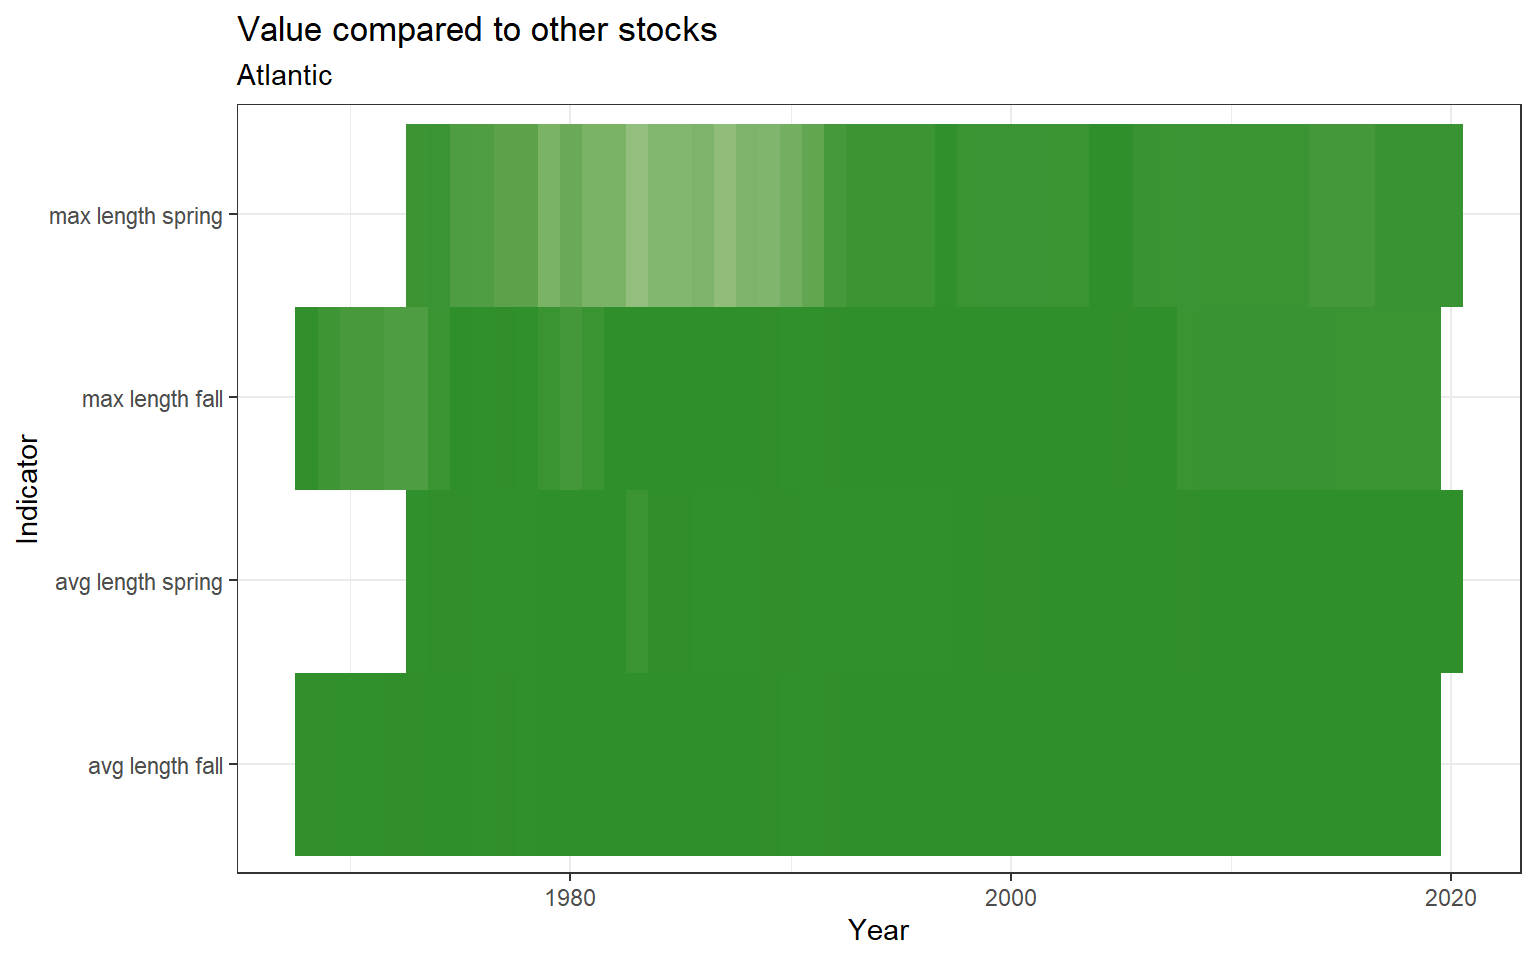 Value compared to other stocks
Atlantic
max length spring
max length fall
avg length spring
avg length fall
Indicator
1980
2000
2020
Year